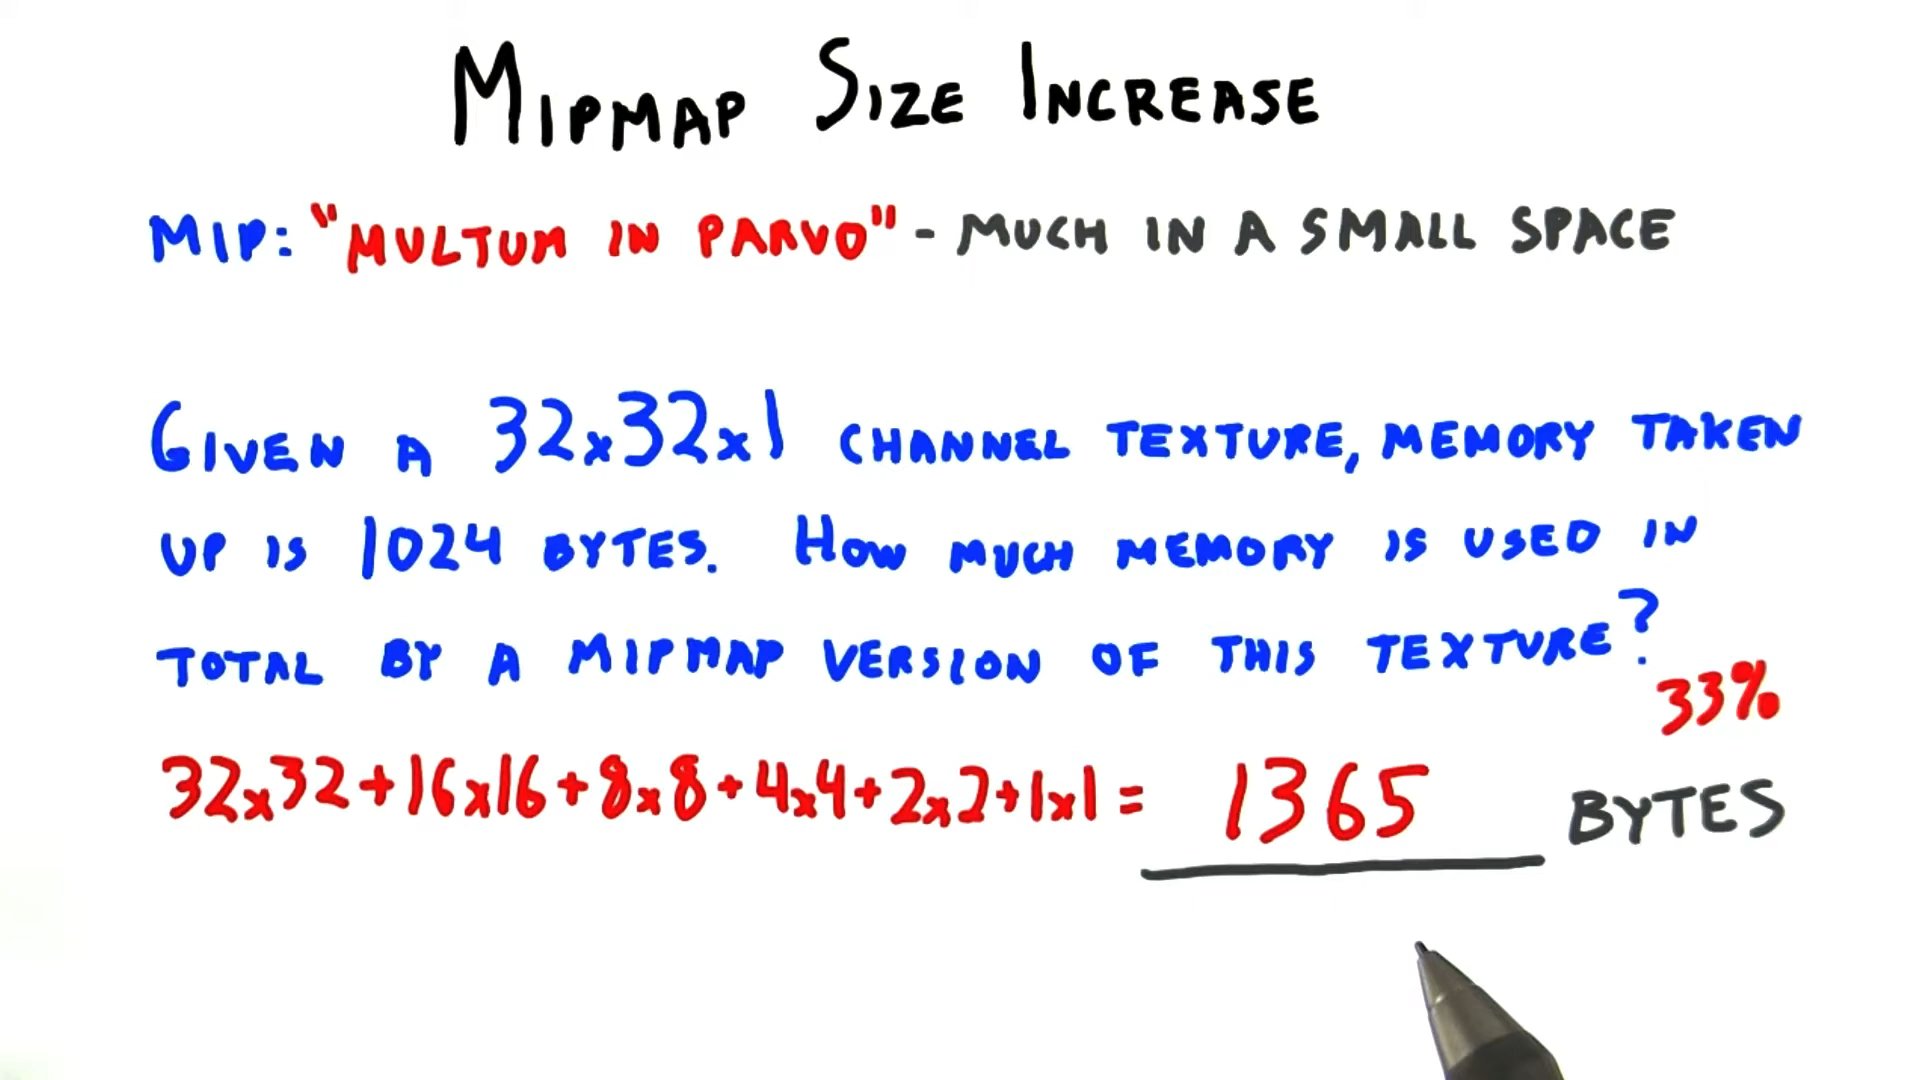 MIPMAP SIZE INCREASE
MIP: "MULTUM IN PARVO" - MUCH IN A SMALL SPACE
GIVEN A 32x32x1 CHANNEL TEXTURE, MEMORY TAKEN
UP IS 1024 BYTES. HOW MUCH MEMORY IS USED IN
TOTAL BY A MIPMAP VERSION OF THIS TEXTURE?
33%
32x32+16x16+8x8+4x4+2x2+1x1= 1365 BYTES